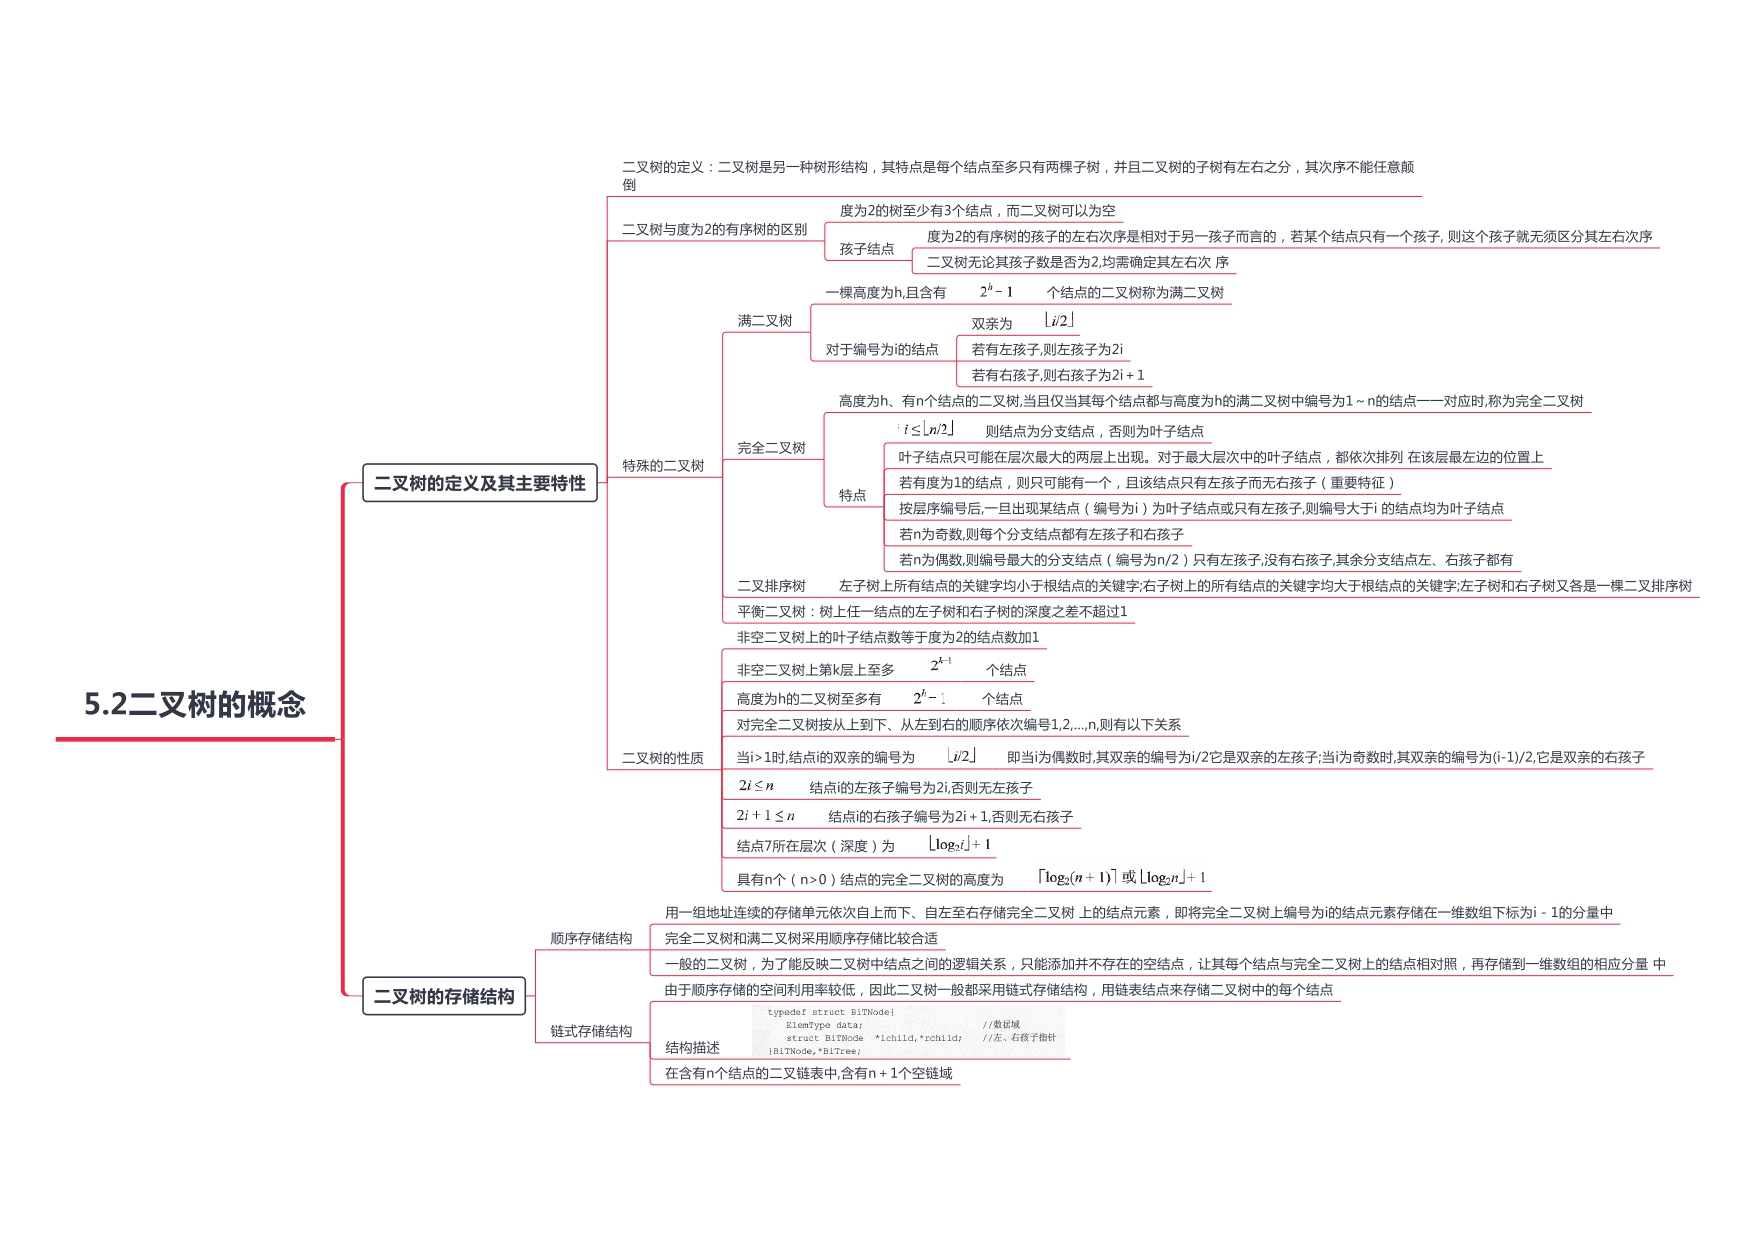 5.2二叉树的概念
二叉树的定义及其主要特性
二叉树的定义：二叉树是另一种树形结构，其特点是每个结点至多只有两棵子树，并且二叉树的子树有左右之分，其次序不能任意颠
倒
二叉树与度为2的有序树的区别
度为2的树至少有3个结点，而二叉树可以为空
孩子结点
度为2的有序树的孩子的左右次序是相对于另一孩子而言的，若某个结点只有一个孩子, 则这个孩子就无须区分其左右次序
二叉树无论其孩子数是否为2,均需确定其左右次 序
特殊的二叉树
满二叉树
一棵高度为h,且含有 2^h − 1 个结点的二叉树称为满二叉树
对于编号为i的结点
双亲为 ⌊i/2⌋
若有左孩子,则左孩子为2i
若有右孩子,则右孩子为2i + 1
完全二叉树
高度为h、有n个结点的二叉树,当且仅当其每个结点都与高度为h的满二叉树中编号为1 ~ n的结点一一对应时,称为完全二叉树
特点
i ≤ ⌊n/2⌋ 则结点为分支结点，否则为叶子结点
叶子结点只可能在层次最大的两层上出现。对于最大层次中的叶子结点，都依次排列 在该层最左边的位置上
若有度为1的结点，则只可能有一个，且该结点只有左孩子而无右孩子（重要特征）
按层序编号后,一旦出现某结点（编号为i）为叶子结点或只有左孩子,则编号大于i 的结点均为叶子结点
若n为奇数,则每个分支结点都有左孩子和右孩子
若n为偶数,则编号最大的分支结点（编号为n/2）只有左孩子,没有右孩子,其余分支结点左、右孩子都有
二叉排序树 左子树上所有结点的关键字均小于根结点的关键字;右子树上的所有结点的关键字均大于根结点的关键字;左子树和右子树又各是一棵二叉排序树
平衡二叉树：树上任一结点的左子树和右子树的深度之差不超过1
二叉树的性质
非空二叉树上的叶子结点数等于度为2的结点数加1
非空二叉树上第k层上至多 2^(k−1) 个结点
高度为h的二叉树至多有 2^h − 1 个结点
对完全二叉树按从上到下、从左到右的顺序依次编号1,2,...,n,则有以下关系
当i>1时,结点i的双亲的编号为 ⌊i/2⌋ 即当i为偶数时,其双亲的编号为i/2它是双亲的左孩子;当i为奇数时,其双亲的编号为(i-1)/2,它是双亲的右孩子
2i ≤ n 结点i的左孩子编号为2i,否则无左孩子
2i + 1 ≤ n 结点i的右孩子编号为2i + 1,否则无右孩子
结点7所在层次（深度）为 ⌊log₂i⌋ + 1
具有n个（n>0）结点的完全二叉树的高度为 ⌈log₂(n + 1)⌉ 或 ⌊log₂n⌋ + 1
二叉树的存储结构
顺序存储结构
用一组地址连续的存储单元依次自上而下、自左至右存储完全二叉树 上的结点元素，即将完全二叉树上编号为i的结点元素存储在一维数组下标为i - 1的分量中
完全二叉树和满二叉树采用顺序存储比较合适
一般的二叉树，为了能反映二叉树中结点之间的逻辑关系，只能添加并不存在的空结点，让其每个结点与完全二叉树上的结点相对照，再存储到一维数组的相应分量 中
链式存储结构
由于顺序存储的空间利用率较低，因此二叉树一般都采用链式存储结构，用链表结点来存储二叉树中的每个结点
结构描述
typedef struct BiTNode{
ElemType data; //数据域
struct BiTNode *lchild,*rchild; //左、右孩子指针
}BiTNode,*BiTree;
在含有n个结点的二叉链表中,含有n + 1个空链域